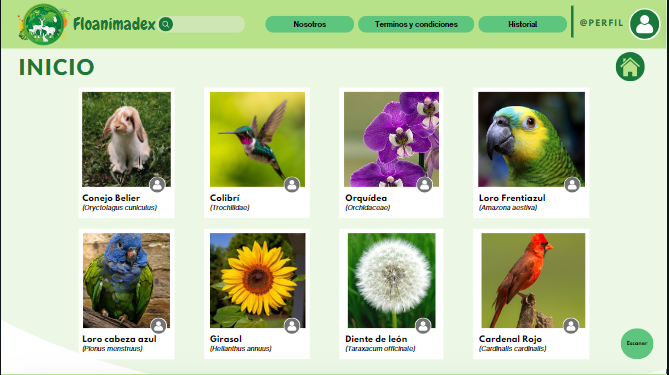 Floanimadex
Nosotros
Terminos y condiciones
Historial
@PERFIL
INICIO
Conejo Belier
(Oryctolagus cuniculus)
Colibrí
(Trochilidae)
Orquídea
(Orchidaceae)
Loro Frentiazul
(Amazona aestiva)
Loro cabeza azul
(Pionus menstruus)
Girasol
(Helianthus annuus)
Diente de león
(Taraxacum officinale)
Cardenal Rojo
(Cardinalis cardinalis)
Escaner